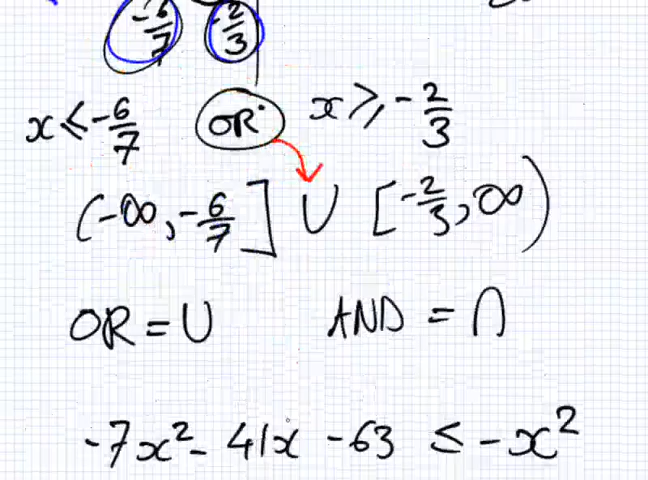 -6/7 -2/3
x ≤ -6/7 OR x ≥ -2/3
(-∞, -6/7] ∪ [-2/3, ∞)
OR = ∪ AND = ∩
-7x² - 41x - 63 ≤ -x²